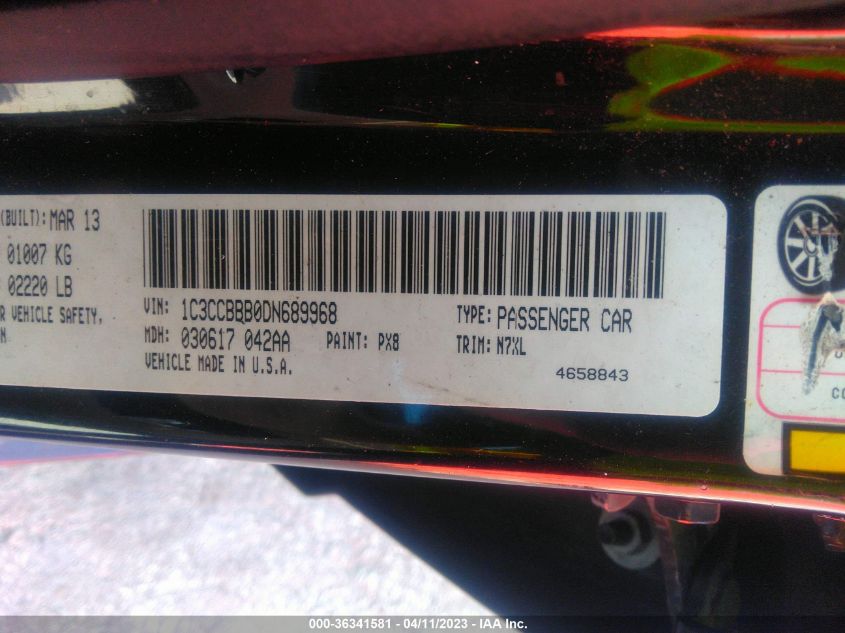 (BUILT): MAR 13
01007 KG
02220 LB
R VEHICLE SAFETY,
N
VIN: 1C3CCBBB0DN689968
TYPE: PASSENGER CAR
MDH: 030617 042AA PAINT: PX8 TRIM: N7XL
VEHICLE MADE IN U.S.A.
4658843
CO
000-36341581 - 04/11/2023 - IAA Inc.